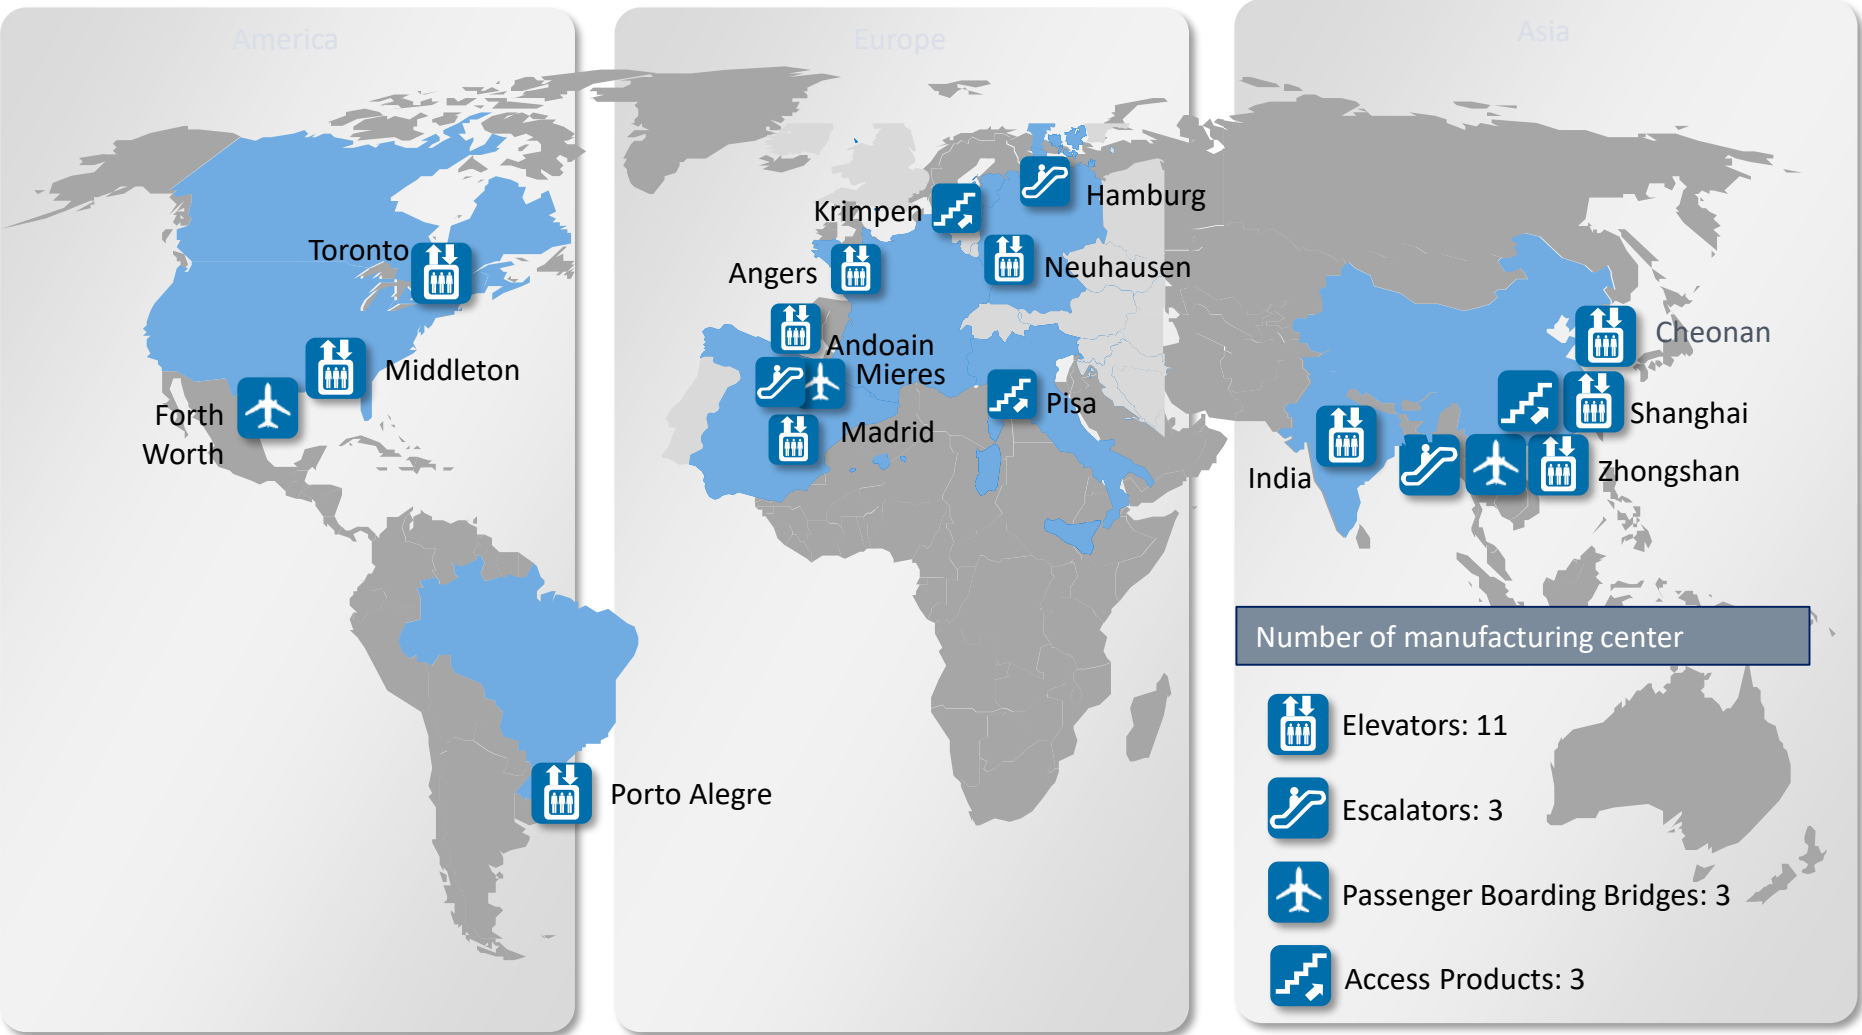 America
Europe
Asia
Toronto
Middleton
Forth
Worth
Porto Alegre
Krimpen
Hamburg
Angers
Neuhausen
Andoain
Mieres
Pisa
Madrid
Cheonan
Shanghai
India
Zhongshan
Number of manufacturing center
Elevators: 11
Escalators: 3
Passenger Boarding Bridges: 3
Access Products: 3